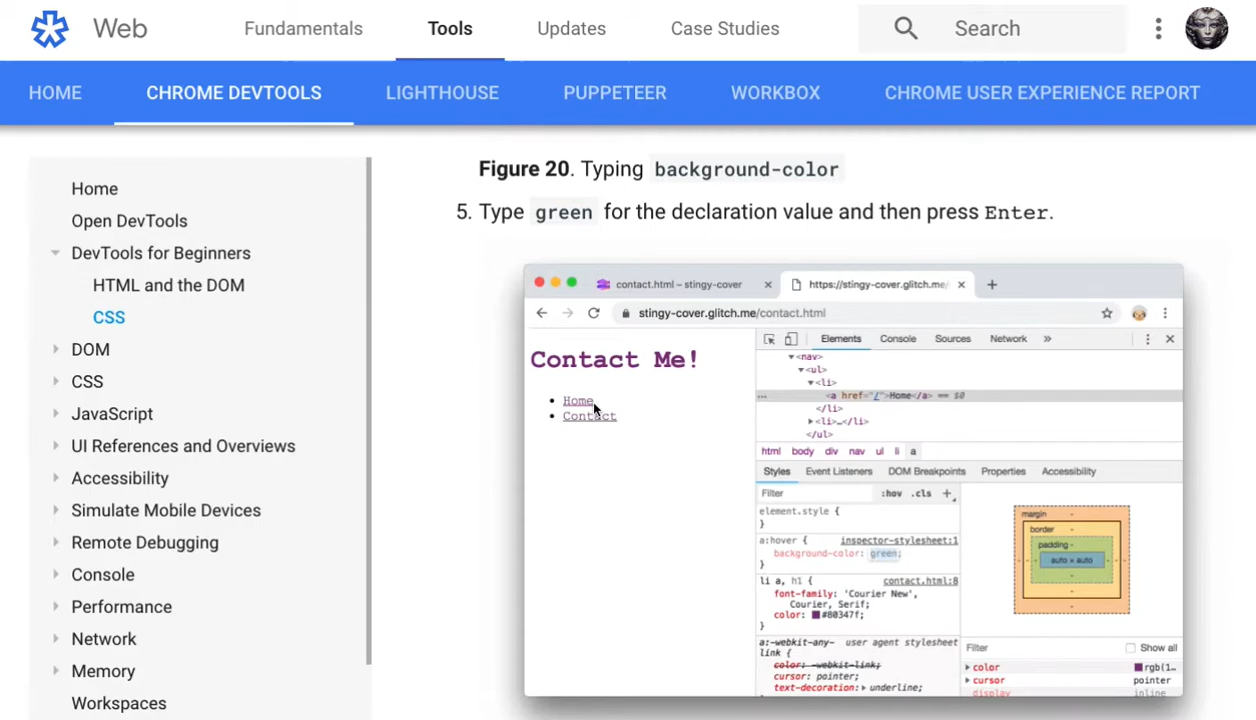 Web Fundamentals Tools Updates Case Studies Search
HOME CHROME DEVTOOLS LIGHTHOUSE PUPPETEER WORKBOX CHROME USER EXPERIENCE REPORT
Home
Open DevTools
DevTools for Beginners
HTML and the DOM
CSS
DOM
CSS
JavaScript
UI References and Overviews
Accessibility
Simulate Mobile Devices
Remote Debugging
Console
Performance
Network
Memory
Workspaces
Figure 20. Typing background-color
5. Type green for the declaration value and then press Enter.
contact.html – stingy-cover × https://stingy-cover.glitch.me/ × +
stingy-cover.glitch.me/contact.html
Contact Me!
• Home
• Contact
Elements Console Sources Network »
▼<nav>
▼<ul>
▼<li>
… <a href="/">Home</a> == $0
</li>
▶<li>…</li>
</ul>
html body div nav ul li a
Styles Event Listeners DOM Breakpoints Properties Accessibility
Filter :hov .cls +
element.style {
}
a:hover { inspector-stylesheet:1
background-color: green;
}
li a, h1 { contact.html:8
font-family: 'Courier New',
Courier, Serif;
color: #80347f;
}
a:-webkit-any- user agent stylesheet
link {
color: -webkit-link;
cursor: pointer;
text-decoration:▶ underline;
margin -
border -
padding -
- - auto × auto - -
-
-
Filter Show all
▶ color rgb(1…
▶ cursor pointer
display inline